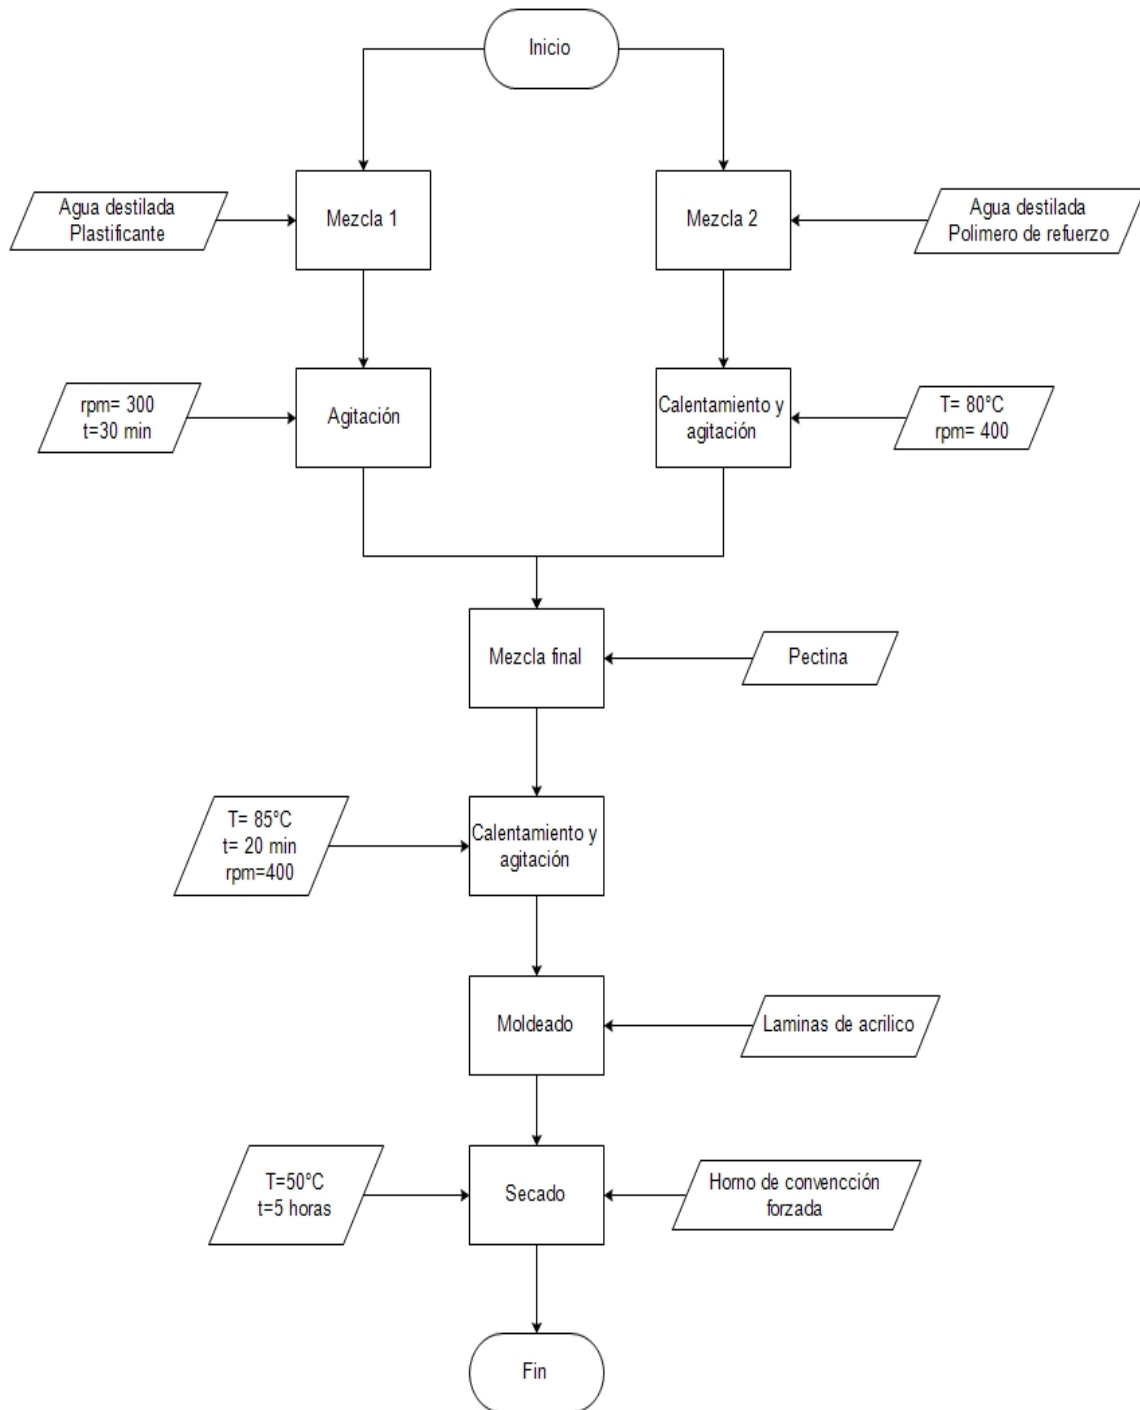 Inicio
Agua destilada
Plastificante
Mezcla 1
Mezcla 2
Agua destilada
Polimero de refuerzo
rpm= 300
t=30 min
Agitación
Calentamiento y
agitación
T= 80°C
rpm= 400
Mezcla final
Pectina
T= 85°C
t= 20 min
rpm=400
Calentamiento y
agitación
Moldeado
Laminas de acrilico
T=50°C
t=5 horas
Secado
Horno de convencción
forzada
Fin